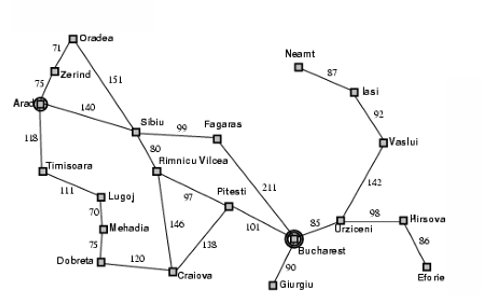 Oradea
71
Neamt
Zerind
87
75
151
Iasi
Arad
140
92
Sibiu
Fagaras
99
118
Vaslui
80
Timisoara
Rimnicu Vilcea
142
111
211
Lugoj
97
Pitesti
70
146
98
Hirsova
85
Mehadia
101
Urziceni
138
86
75
Bucharest
120
Dobreta
90
Craiova
Eforie
Giurgiu